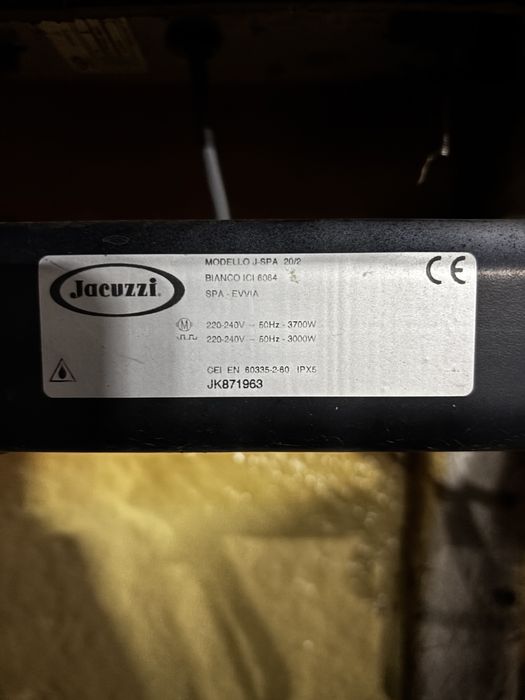 Jacuzzi®
MODELLO J-SPA 20/2
BIANCO ICI 6084
SPA - EVVIA
M 220-240V ~ 50Hz - 3700W
220-240V ~ 50Hz - 3000W
CEI EN 60335-2-60 IPX5
JK871963
CE